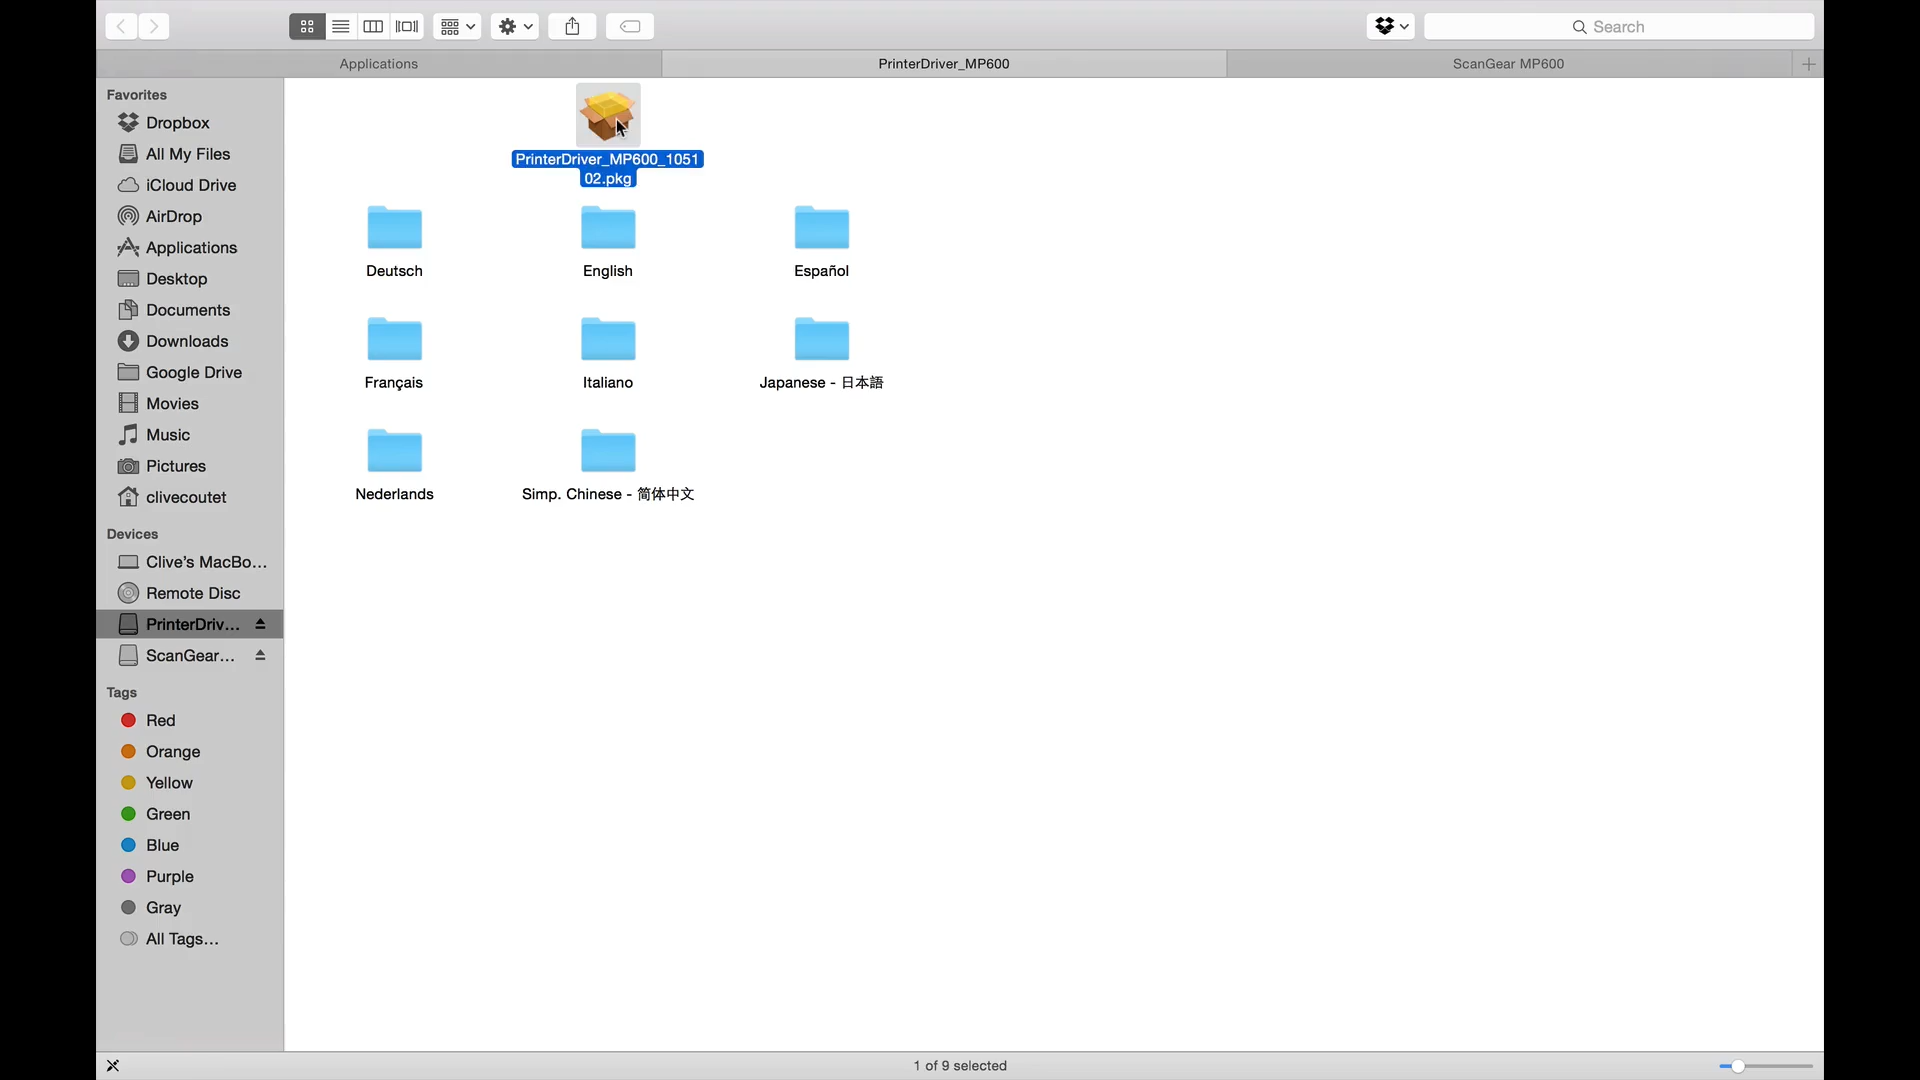 Search
Applications
PrinterDriver_MP600
ScanGear MP600
Favorites
Dropbox
All My Files
iCloud Drive
AirDrop
Applications
Desktop
Documents
Downloads
Google Drive
Movies
Music
Pictures
clivecoutet
Devices
Clive’s MacBo…
Remote Disc
PrinterDriv…
ScanGear…
Tags
Red
Orange
Yellow
Green
Blue
Purple
Gray
All Tags…
PrinterDriver_MP600_1051
02.pkg
Deutsch
English
Español
Français
Italiano
Japanese - 日本語
Nederlands
Simp. Chinese - 简体中文
1 of 9 selected